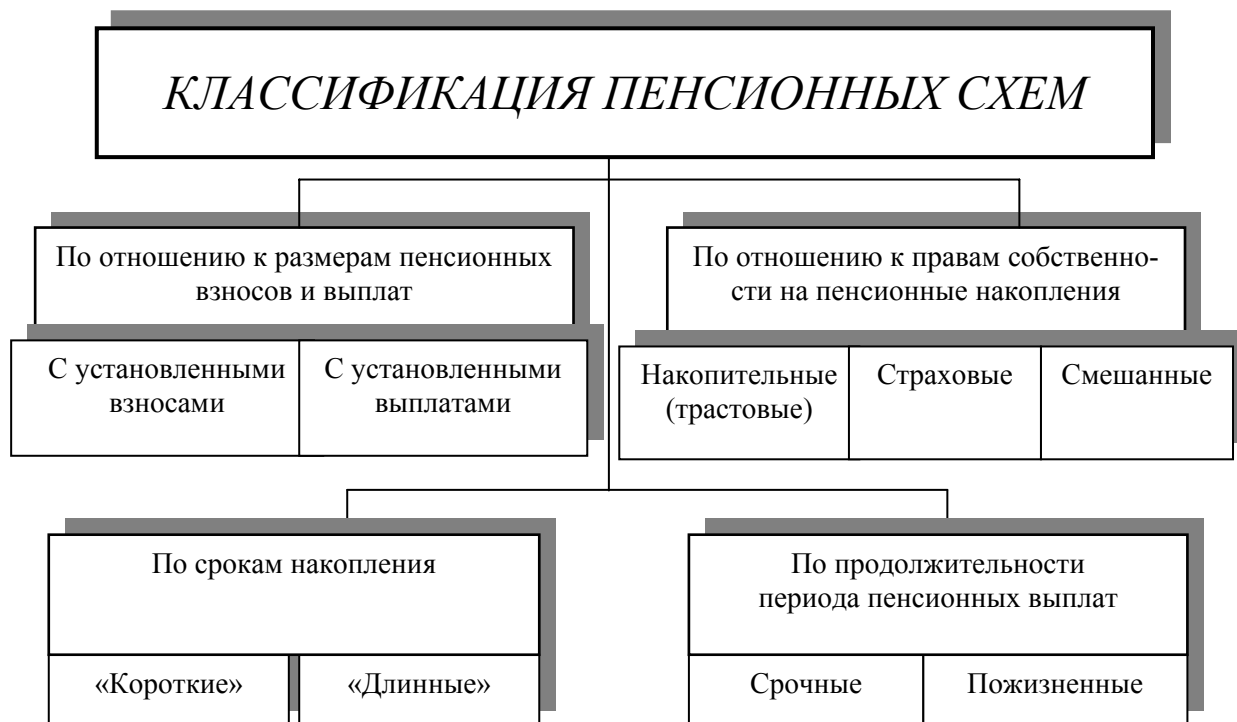 КЛАССИФИКАЦИЯ ПЕНСИОННЫХ СХЕМ
По отношению к размерам пенсионных
взносов и выплат
С установленными
взносами
С установленными
выплатами
По отношению к правам собственно-
сти на пенсионные накопления
Накопительные
(трастовые)
Страховые
Смешанные
По срокам накопления
«Короткие»
«Длинные»
По продолжительности
периода пенсионных выплат
Срочные
Пожизненные